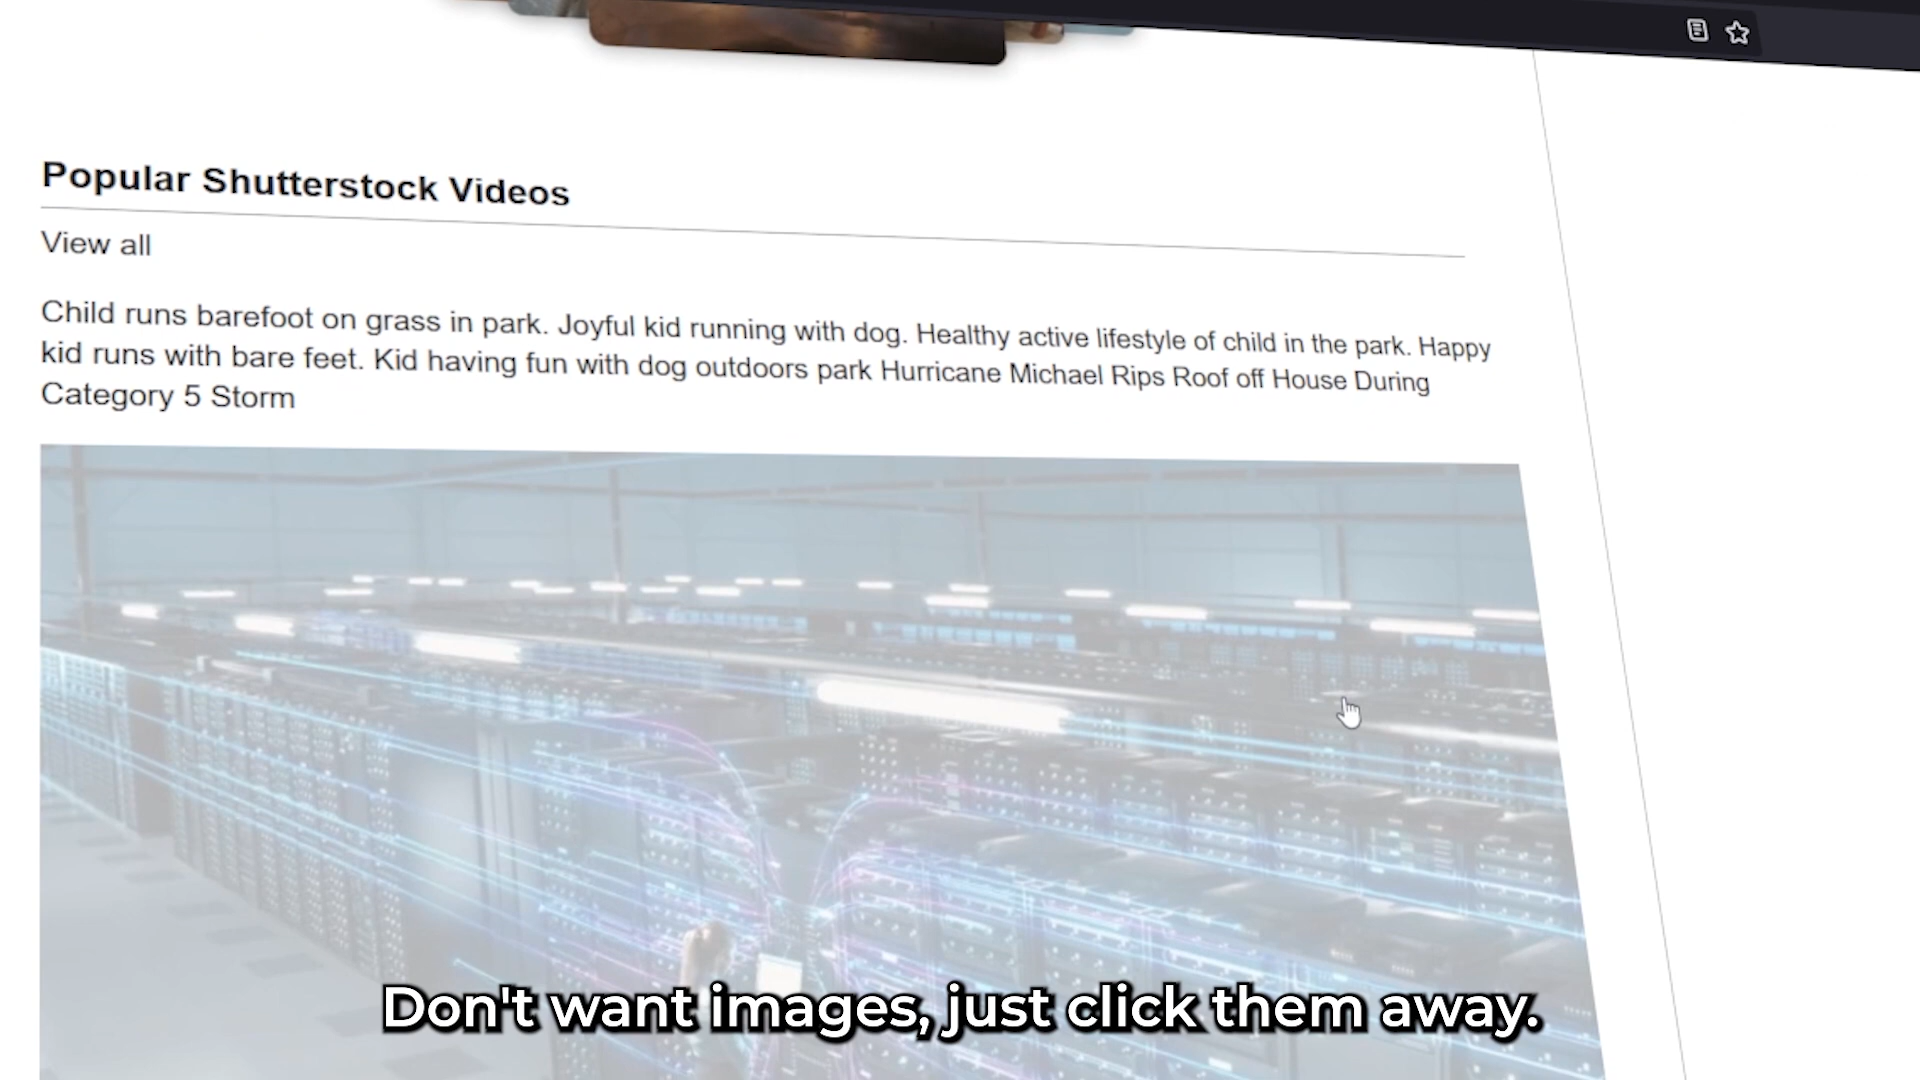 Popular Shutterstock Videos
View all
Child runs barefoot on grass in park. Joyful kid running with dog. Healthy active lifestyle of child in the park. Happy
kid runs with bare feet. Kid having fun with dog outdoors park Hurricane Michael Rips Roof off House During
Category 5 Storm
Don't want images, just click them away.